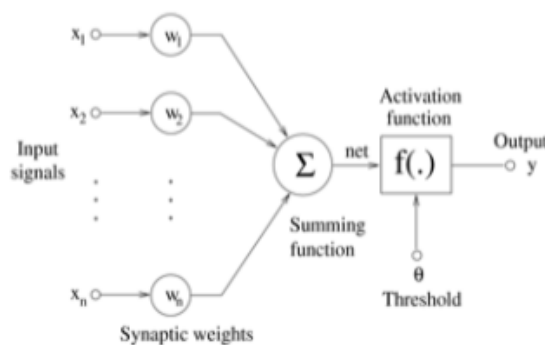 x1
w1
x2
w2
Input
signals
xn
wn
Synaptic weights
Σ
Summing
function
net
Activation
function
f(.)
Output
y
θ
Threshold